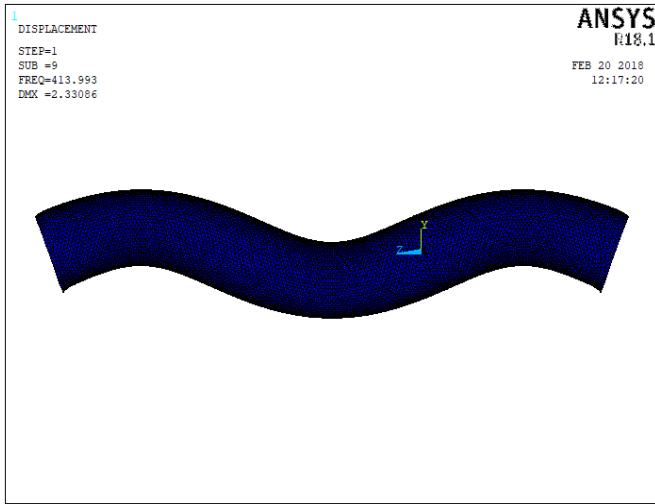 1
DISPLACEMENT
STEP=1
SUB =9
FREQ=413.993
DMX =2.33086
ANSYS
R18.1
FEB 20 2018
12:17:20
Y
Z